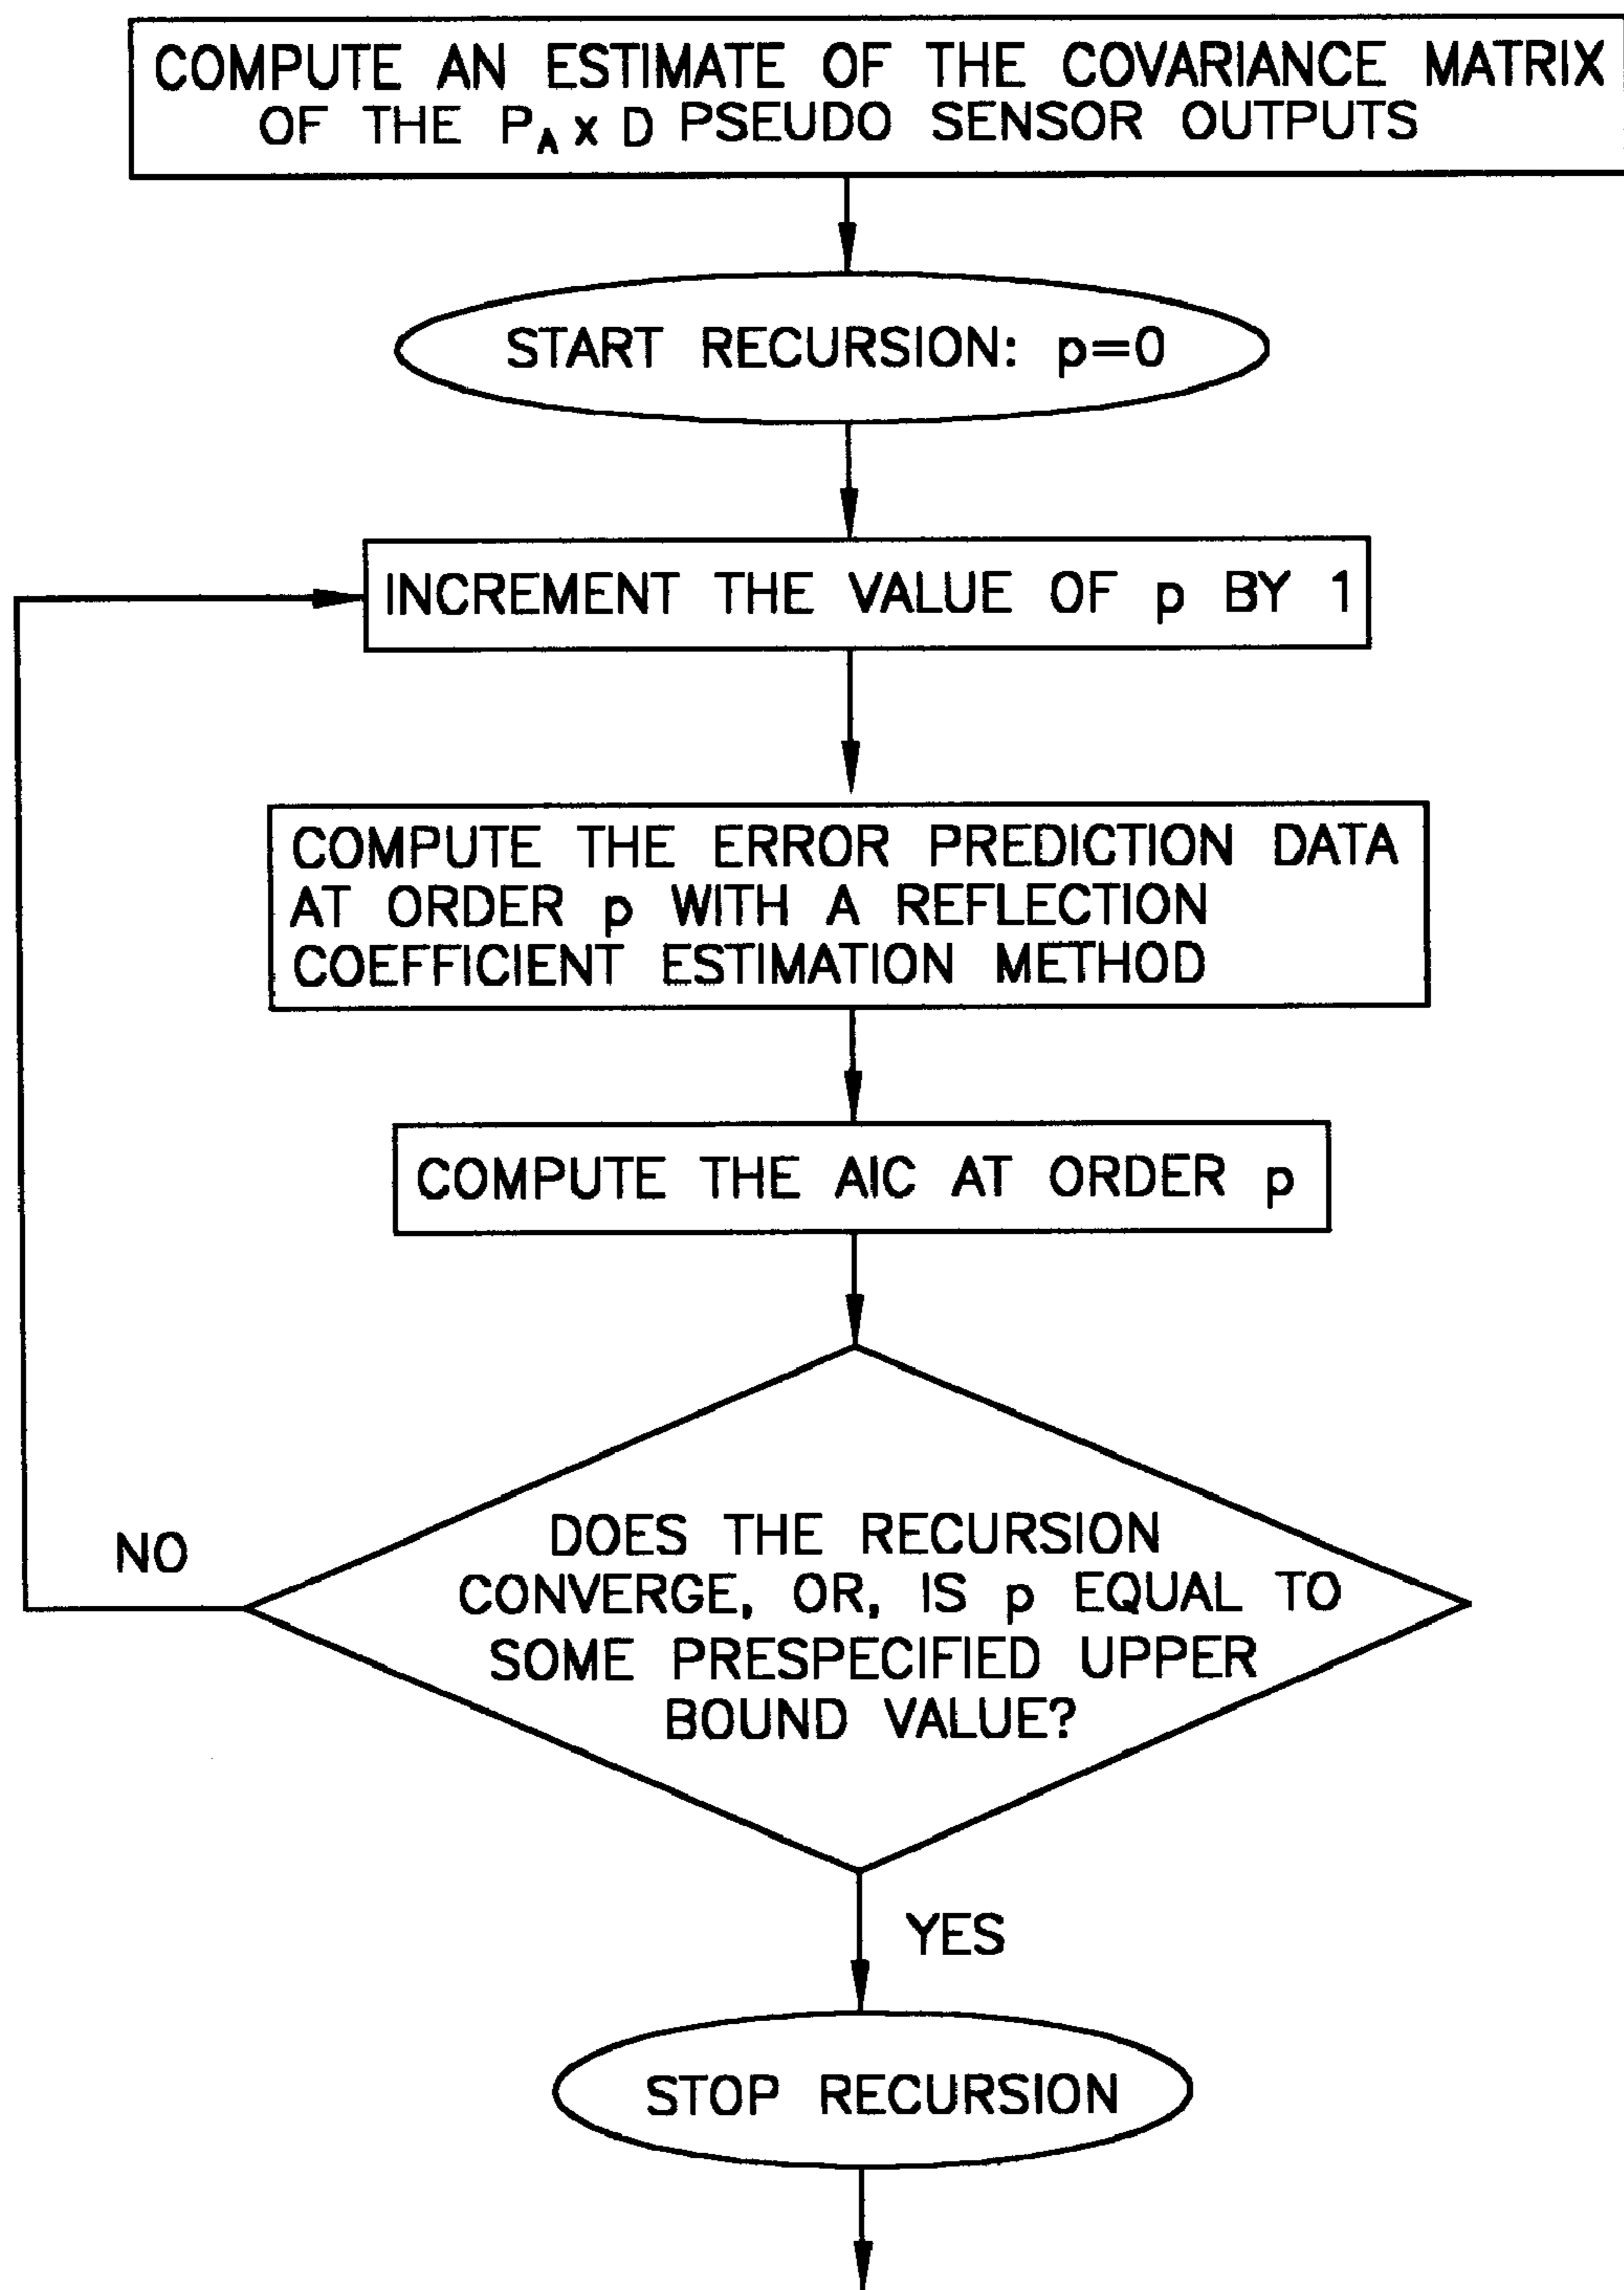 COMPUTE AN ESTIMATE OF THE COVARIANCE MATRIX
OF THE P_A x D PSEUDO SENSOR OUTPUTS
START RECURSION: p=0
INCREMENT THE VALUE OF p BY 1
COMPUTE THE ERROR PREDICTION DATA
AT ORDER p WITH A REFLECTION
COEFFICIENT ESTIMATION METHOD
COMPUTE THE AIC AT ORDER p
DOES THE RECURSION
CONVERGE, OR, IS p EQUAL TO
SOME PRESPECIFIED UPPER
BOUND VALUE?
NO
YES
STOP RECURSION